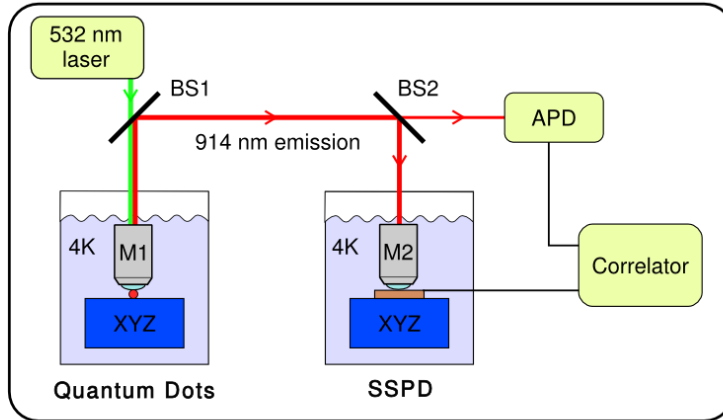 532 nm
laser
BS1
BS2
APD
914 nm emission
4K
M1
XYZ
4K
M2
XYZ
Correlator
Quantum Dots
SSPD